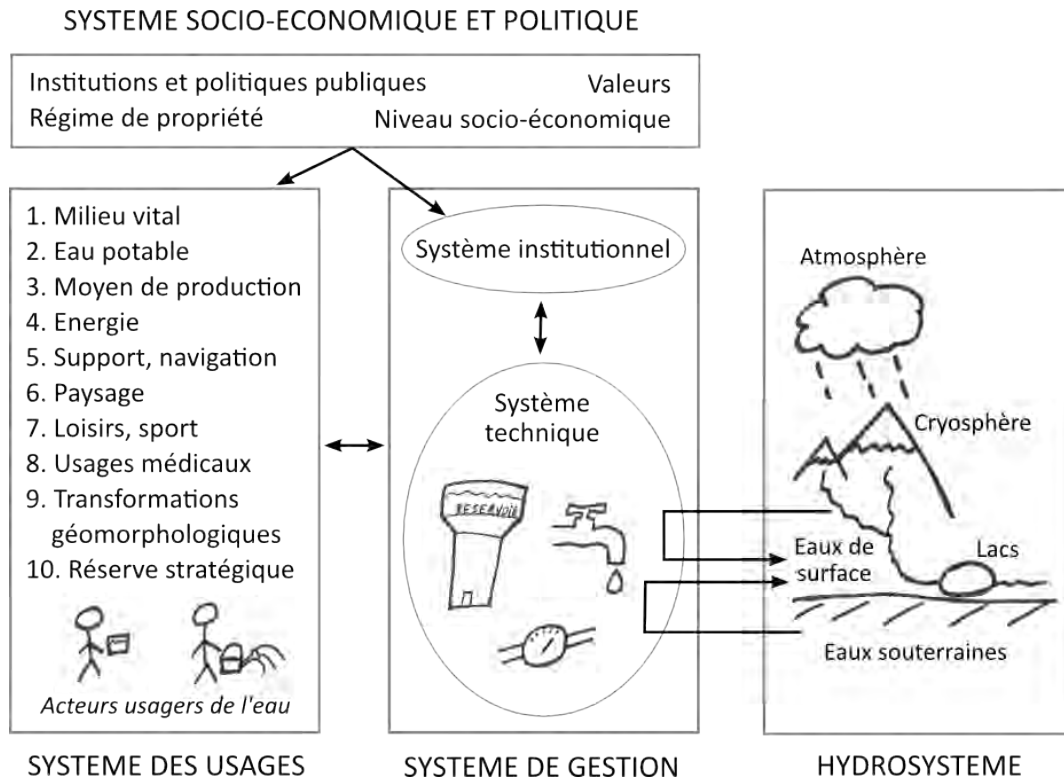 SYSTEME SOCIO-ECONOMIQUE ET POLITIQUE
Institutions et politiques publiques
Valeurs
Régime de propriété
Niveau socio-économique
1. Milieu vital
2. Eau potable
3. Moyen de production
4. Energie
5. Support, navigation
6. Paysage
7. Loisirs, sport
8. Usages médicaux
9. Transformations
géomorphologiques
10. Réserve stratégique
Acteurs usagers de l'eau
SYSTEME DES USAGES
Système institutionnel
Système
technique
RESERVOIR
SYSTEME DE GESTION
Atmosphère
Cryosphère
Eaux de
surface
Lacs
Eaux souterraines
HYDROSYSTEME